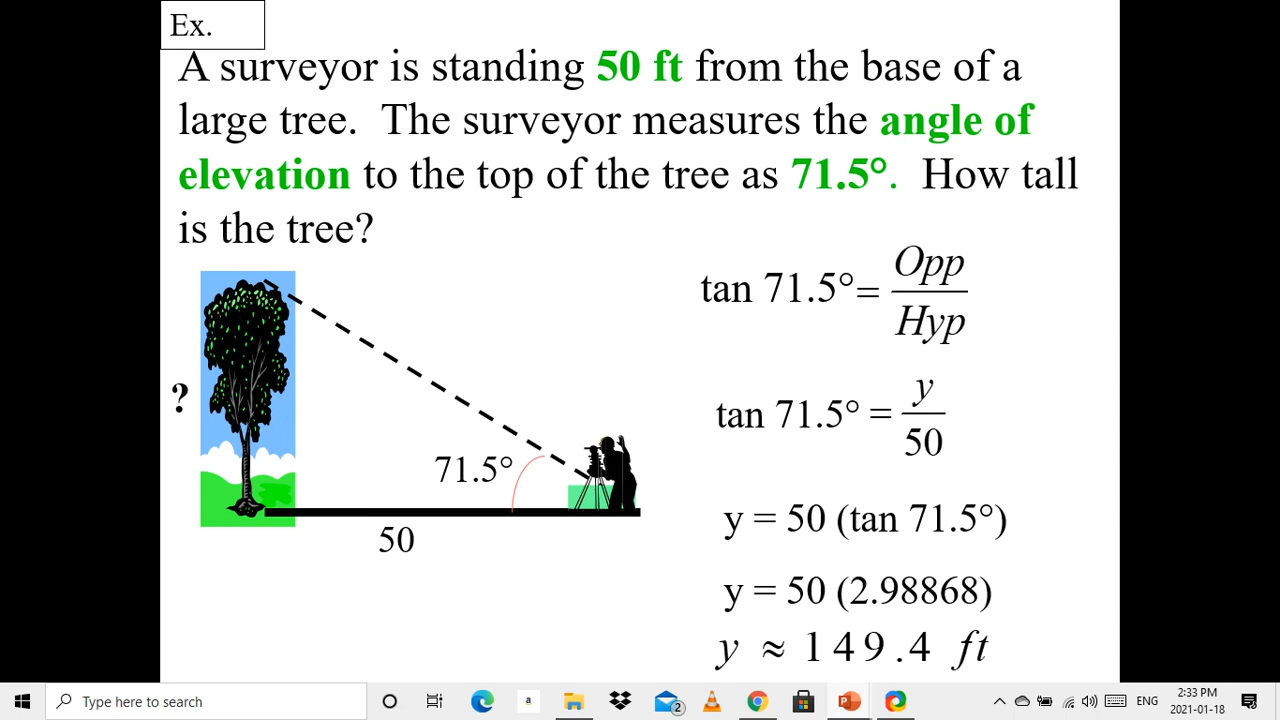 Ex.
A surveyor is standing 50 ft from the base of a
large tree.  The surveyor measures the angle of
elevation to the top of the tree as 71.5°.  How tall
is the tree?
tan 71.5°= Opp/Hyp
?
tan 71.5° = y/50
71.5°
50
y = 50 (tan 71.5°)
y = 50 (2.98868)
y ≈ 149.4 ft
Type here to search
a
2
ENG
2:33 PM
2021-01-18